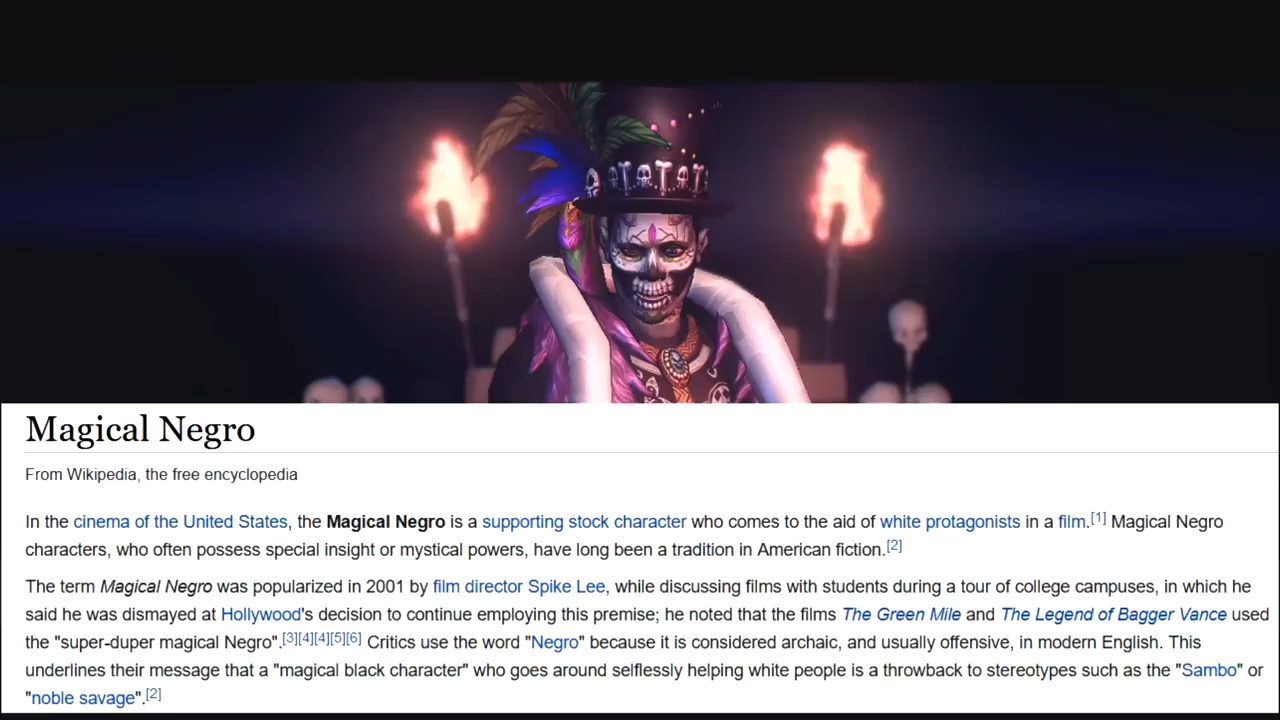 Magical Negro
From Wikipedia, the free encyclopedia
In the cinema of the United States, the Magical Negro is a supporting stock character who comes to the aid of white protagonists in a film.[1] Magical Negro
characters, who often possess special insight or mystical powers, have long been a tradition in American fiction.[2]
The term Magical Negro was popularized in 2001 by film director Spike Lee, while discussing films with students during a tour of college campuses, in which he
said he was dismayed at Hollywood's decision to continue employing this premise; he noted that the films The Green Mile and The Legend of Bagger Vance used
the "super-duper magical Negro".[3][4][4][5][6] Critics use the word "Negro" because it is considered archaic, and usually offensive, in modern English. This
underlines their message that a "magical black character" who goes around selflessly helping white people is a throwback to stereotypes such as the "Sambo" or
"noble savage".[2]